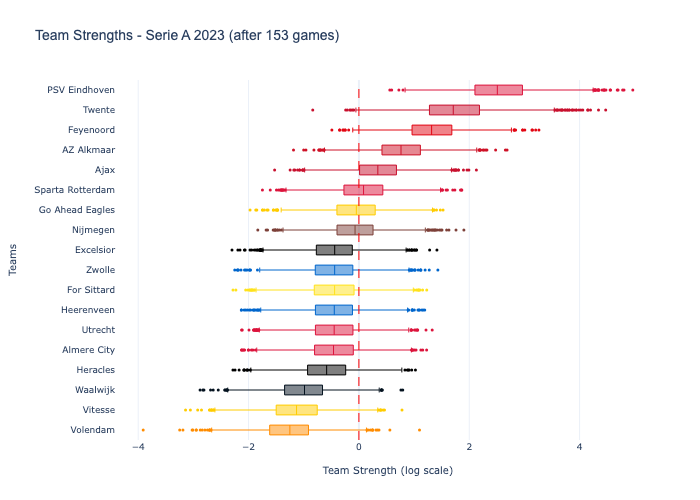 Team Strengths - Serie A 2023 (after 153 games)
PSV Eindhoven
Twente
Feyenoord
AZ Alkmaar
Ajax
Sparta Rotterdam
Go Ahead Eagles
Nijmegen
Excelsior
Zwolle
For Sittard
Heerenveen
Utrecht
Almere City
Heracles
Waalwijk
Vitesse
Volendam
Teams
−4 −2 0 2 4
Team Strength (log scale)